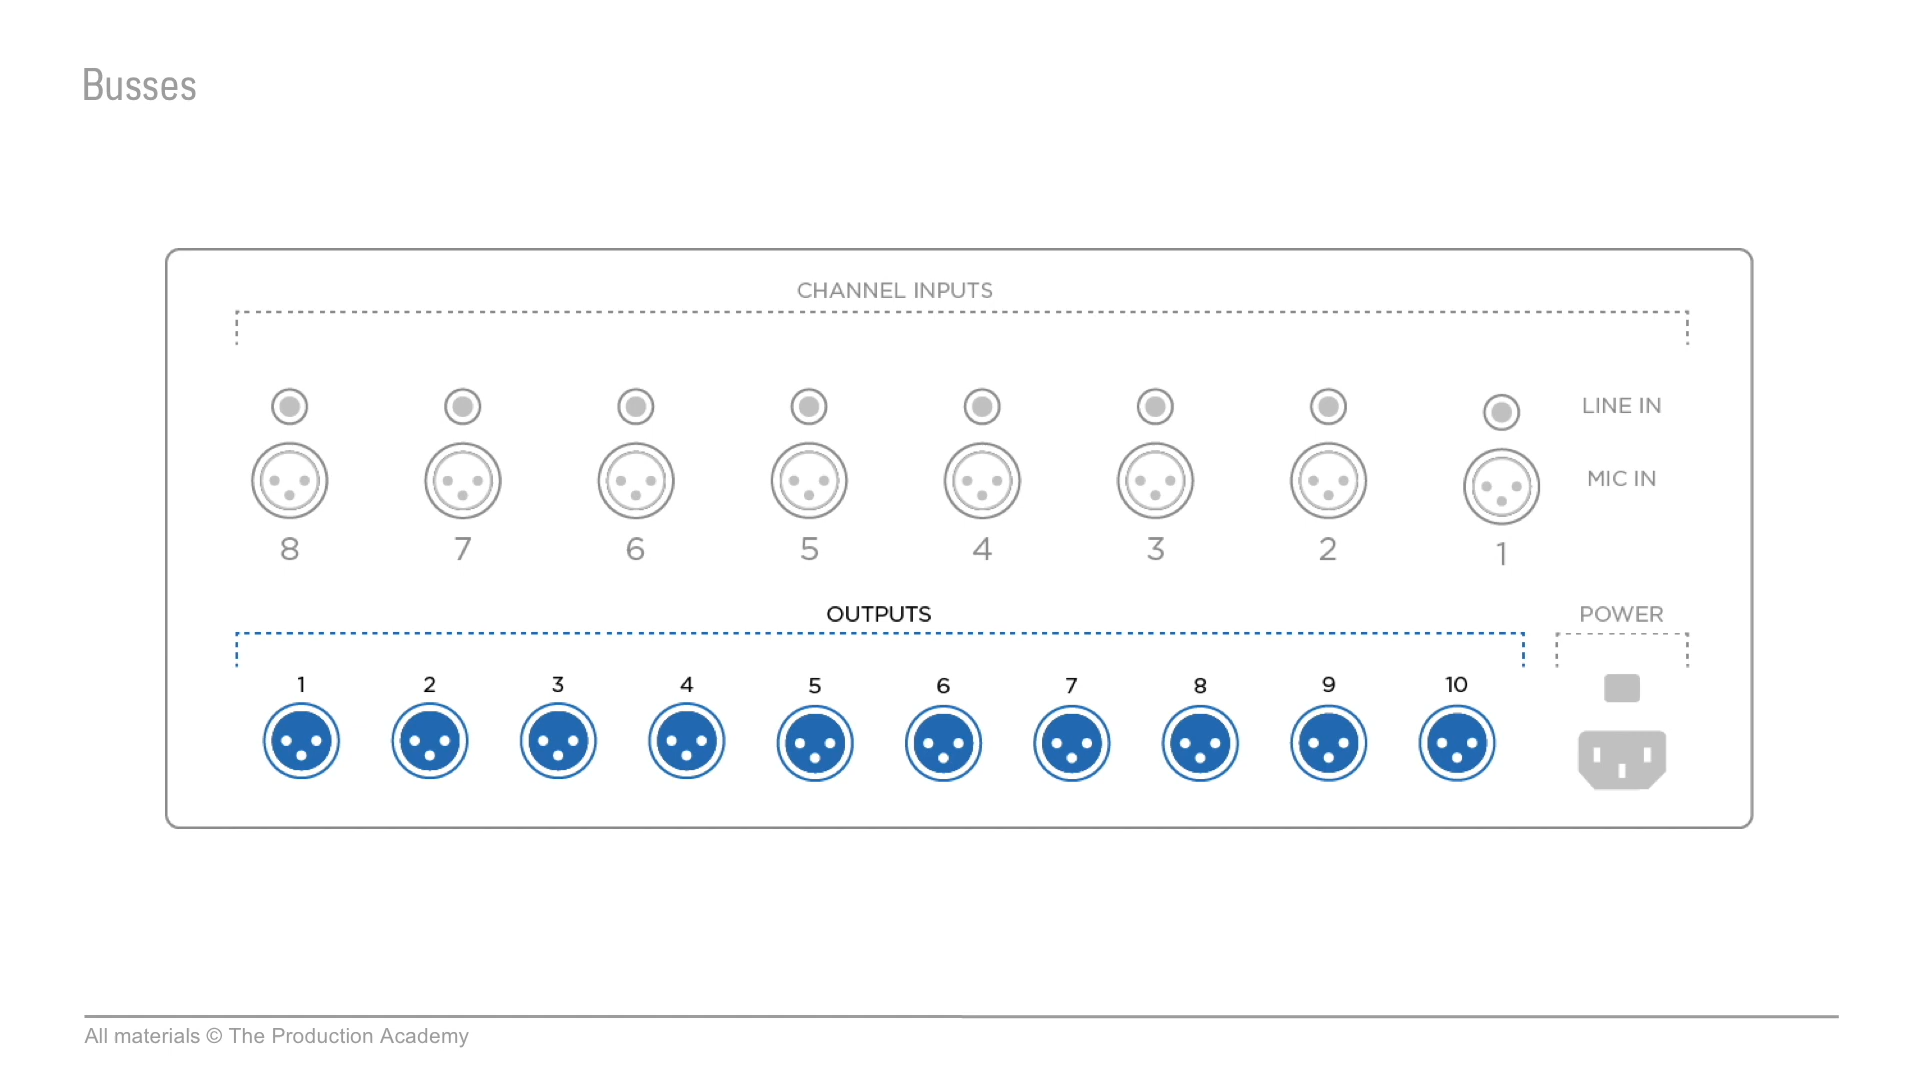 Busses
CHANNEL INPUTS
LINE IN
MIC IN
8 7 6 5 4 3 2 1
OUTPUTS
POWER
1 2 3 4 5 6 7 8 9 10
All materials © The Production Academy